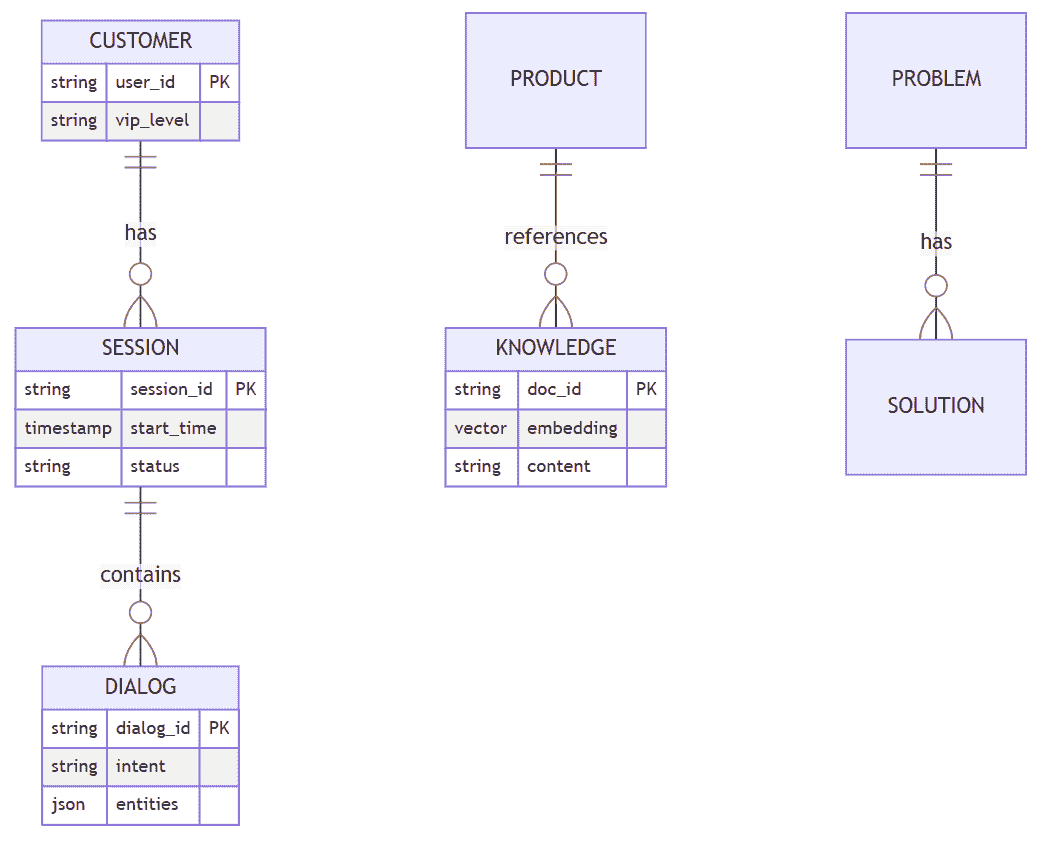 CUSTOMER
string user_id PK
string vip_level
has
SESSION
string session_id PK
timestamp start_time
string status
contains
DIALOG
string dialog_id PK
string intent
json entities
PRODUCT
references
KNOWLEDGE
string doc_id PK
vector embedding
string content
PROBLEM
has
SOLUTION